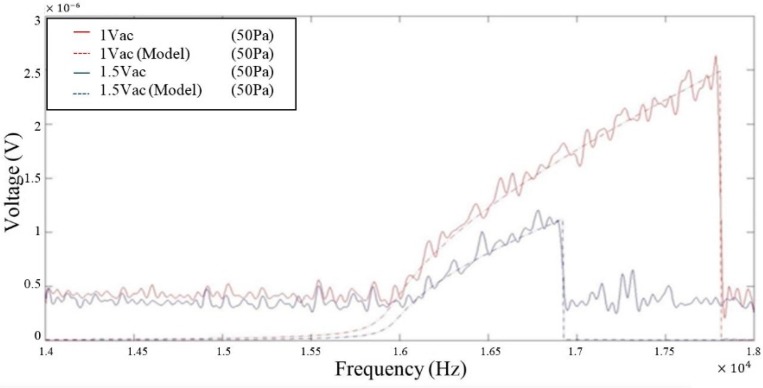 × 10⁻⁶
3
1Vac (50Pa)
1Vac (Model) (50Pa)
1.5Vac (50Pa)
1.5Vac (Model) (50Pa)
2.5
2
1.5
1
0.5
0
Voltage (V)
1.4 1.45 1.5 1.55 1.6 1.65 1.7 1.75 1.8
Frequency (Hz)
× 10⁴